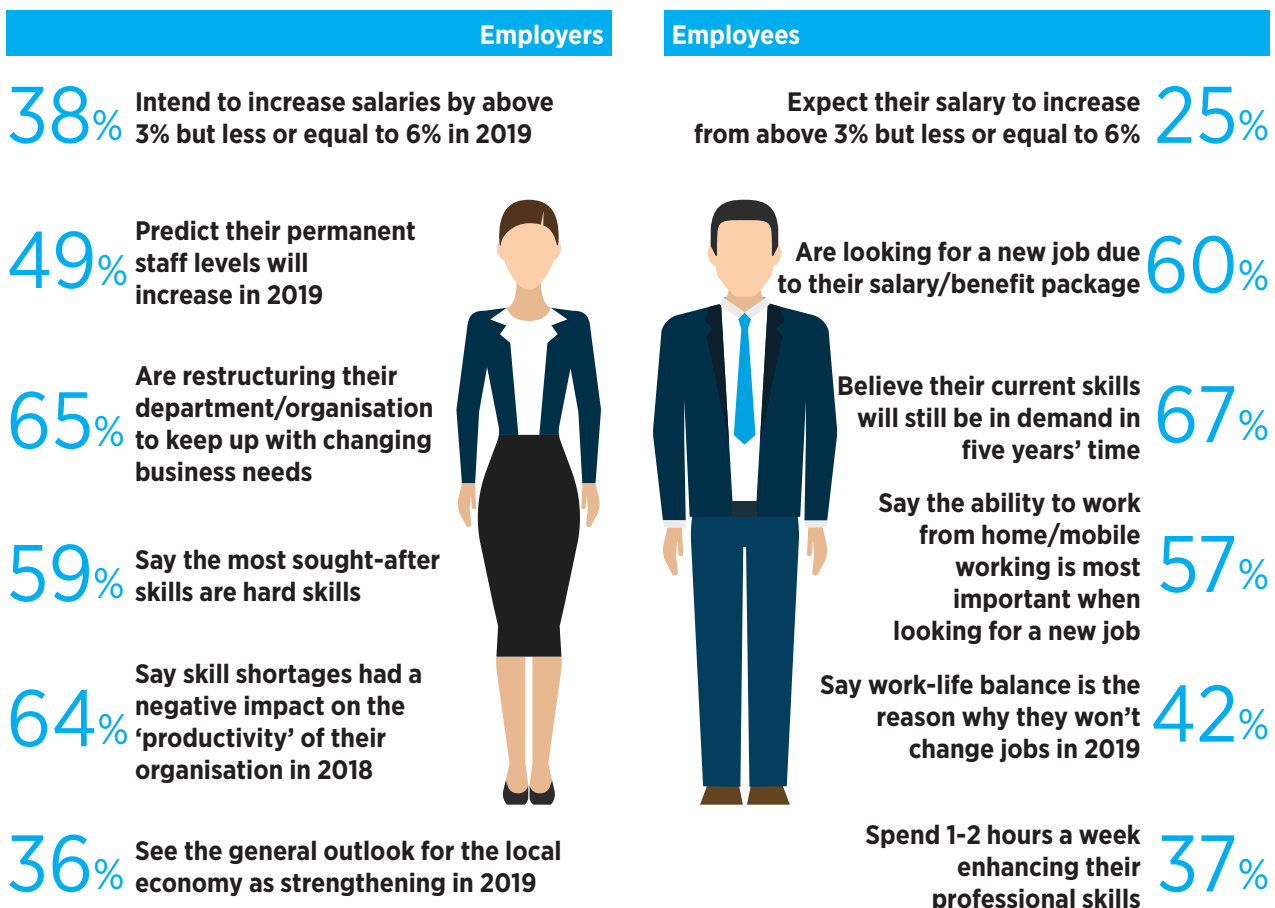 Employers
38% Intend to increase salaries by above
3% but less or equal to 6% in 2019
49% Predict their permanent
staff levels will
increase in 2019
65% Are restructuring their
department/organisation
to keep up with changing
business needs
59% Say the most sought-after
skills are hard skills
64% Say skill shortages had a
negative impact on the
‘productivity’ of their
organisation in 2018
36% See the general outlook for the local
economy as strengthening in 2019
Employees
Expect their salary to increase
from above 3% but less or equal to 6% 25%
Are looking for a new job due
to their salary/benefit package 60%
Believe their current skills
will still be in demand in
five years’ time 67%
Say the ability to work
from home/mobile
working is most
important when
looking for a new job 57%
Say work-life balance is the
reason why they won’t
change jobs in 2019 42%
Spend 1-2 hours a week
enhancing their
professional skills 37%